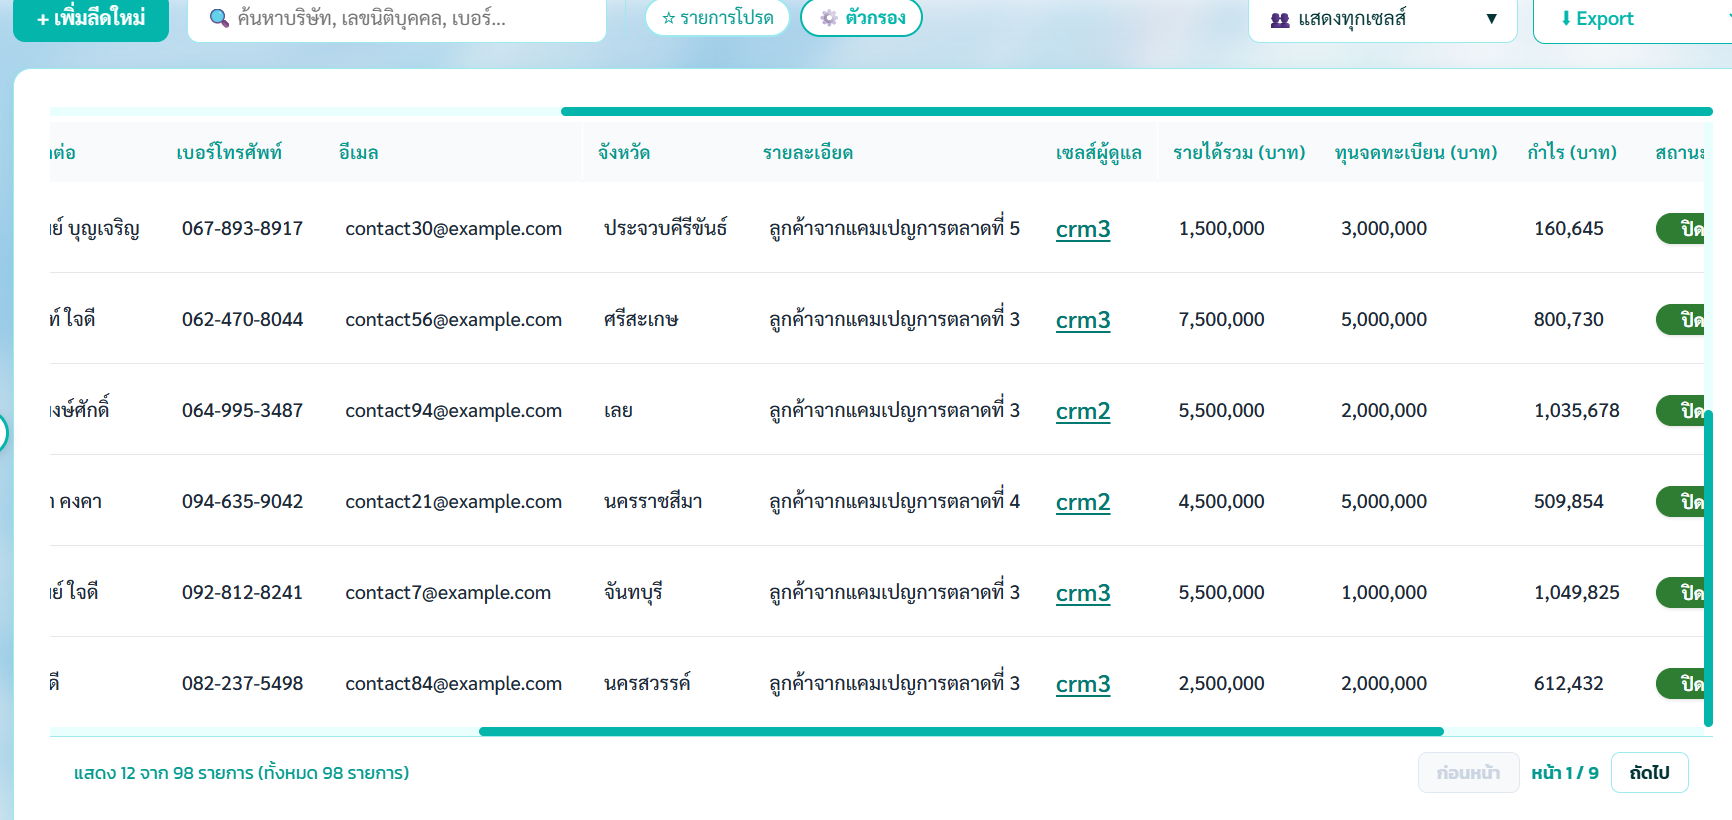 + เพิ่มลีดใหม่ ค้นหาบริษัท, เลขนิติบุคคล, เบอร์... ☆ รายการโปรด ตัวกรอง แสดงทุกเซลส์ ▼ Export
เบอร์โทรศัพท์ อีเมล จังหวัด รายละเอียด เซลส์ผู้ดูแล รายได้รวม (บาท) ทุนจดทะเบียน (บาท) กำไร (บาท) สถานะ
บุญเจริญ 067-893-8917 contact30@example.com ประจวบคีรีขันธ์ ลูกค้าจากแคมเปญการตลาดที่ 5 crm3 1,500,000 3,000,000 160,645 ปิด
ใจดี 062-470-8044 contact56@example.com ศรีสะเกษ ลูกค้าจากแคมเปญการตลาดที่ 3 crm3 7,500,000 5,000,000 800,730 ปิด
064-995-3487 contact94@example.com เลย ลูกค้าจากแคมเปญการตลาดที่ 3 crm2 5,500,000 2,000,000 1,035,678 ปิด
คงคา 094-635-9042 contact21@example.com นครราชสีมา ลูกค้าจากแคมเปญการตลาดที่ 4 crm2 4,500,000 5,000,000 509,854 ปิด
ใจดี 092-812-8241 contact7@example.com จันทบุรี ลูกค้าจากแคมเปญการตลาดที่ 3 crm3 5,500,000 1,000,000 1,049,825 ปิด
082-237-5498 contact84@example.com นครสวรรค์ ลูกค้าจากแคมเปญการตลาดที่ 3 crm3 2,500,000 2,000,000 612,432 ปิด
แสดง 12 จาก 98 รายการ (ทั้งหมด 98 รายการ) ก่อนหน้า หน้า 1 / 9 ถัดไป